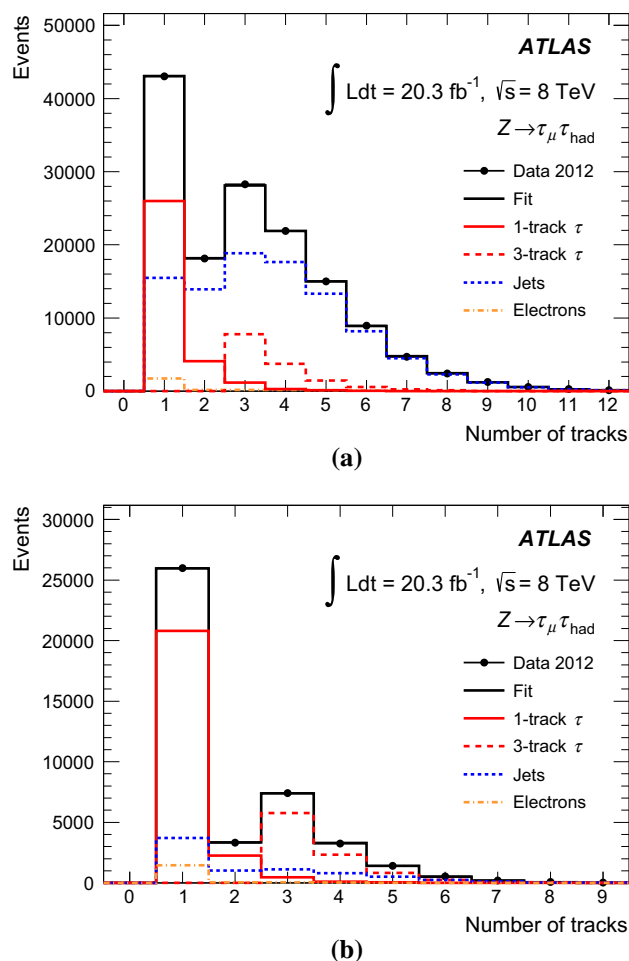 Events
50000
40000
30000
20000
10000
0
ATLAS
∫ Ldt = 20.3 fb⁻¹, √s = 8 TeV
Z→τμτhad
Data 2012
Fit
1-track τ
3-track τ
Jets
Electrons
0 1 2 3 4 5 6 7 8 9 10 11 12
Number of tracks
(a)
Events
30000
25000
20000
15000
10000
5000
0
ATLAS
∫ Ldt = 20.3 fb⁻¹, √s = 8 TeV
Z→τμτhad
Data 2012
Fit
1-track τ
3-track τ
Jets
Electrons
0 1 2 3 4 5 6 7 8 9
Number of tracks
(b)